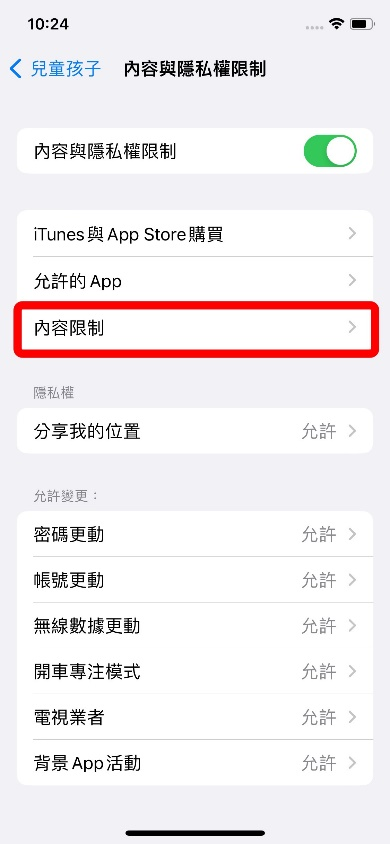 10:24
兒童孩子 內容與隱私權限制
內容與隱私權限制
iTunes與App Store購買
允許的App
內容限制
隱私權
分享我的位置 允許
允許變更：
密碼更動 允許
帳號更動 允許
無線數據更動 允許
開車專注模式 允許
電視業者 允許
背景App活動 允許